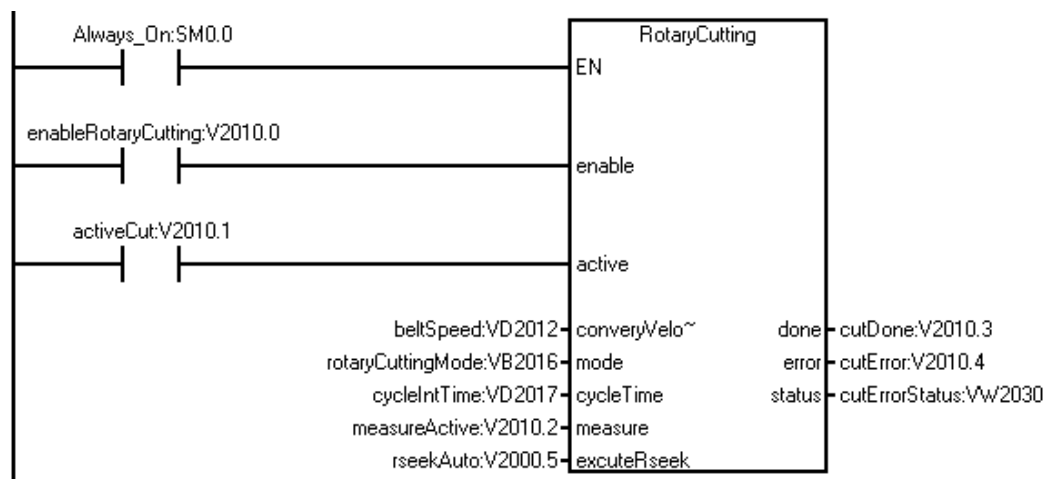 Always_On:SM0.0
RotaryCutting
EN
enableRotaryCutting:V2010.0
enable
activeCut:V2010.1
active
beltSpeed:VD2012 converyVelo~ done cutDone:V2010.3
rotaryCuttingMode:VB2016 mode error cutError:V2010.4
cycleIntTime:VD2017 cycleTime status cutErrorStatus:VW2030
measureActive:V2010.2 measure
rseekAuto:V2000.5 excuteRseek